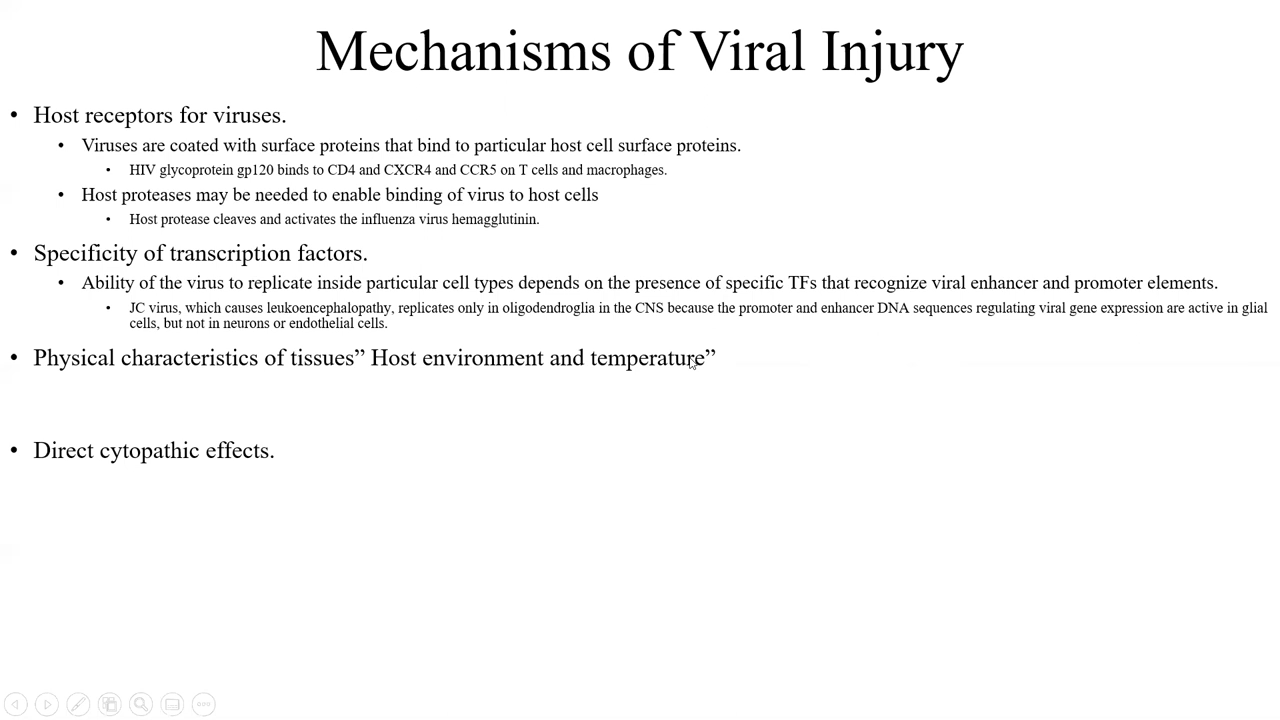 Mechanisms of Viral Injury
• Host receptors for viruses.
• Viruses are coated with surface proteins that bind to particular host cell surface proteins.
• HIV glycoprotein gp120 binds to CD4 and CXCR4 and CCR5 on T cells and macrophages.
• Host proteases may be needed to enable binding of virus to host cells
• Host protease cleaves and activates the influenza virus hemagglutinin.
• Specificity of transcription factors.
• Ability of the virus to replicate inside particular cell types depends on the presence of specific TFs that recognize viral enhancer and promoter elements.
• JC virus, which causes leukoencephalopathy, replicates only in oligodendroglia in the CNS because the promoter and enhancer DNA sequences regulating viral gene expression are active in glial
cells, but not in neurons or endothelial cells.
• Physical characteristics of tissues” Host environment and temperature”
• Direct cytopathic effects.